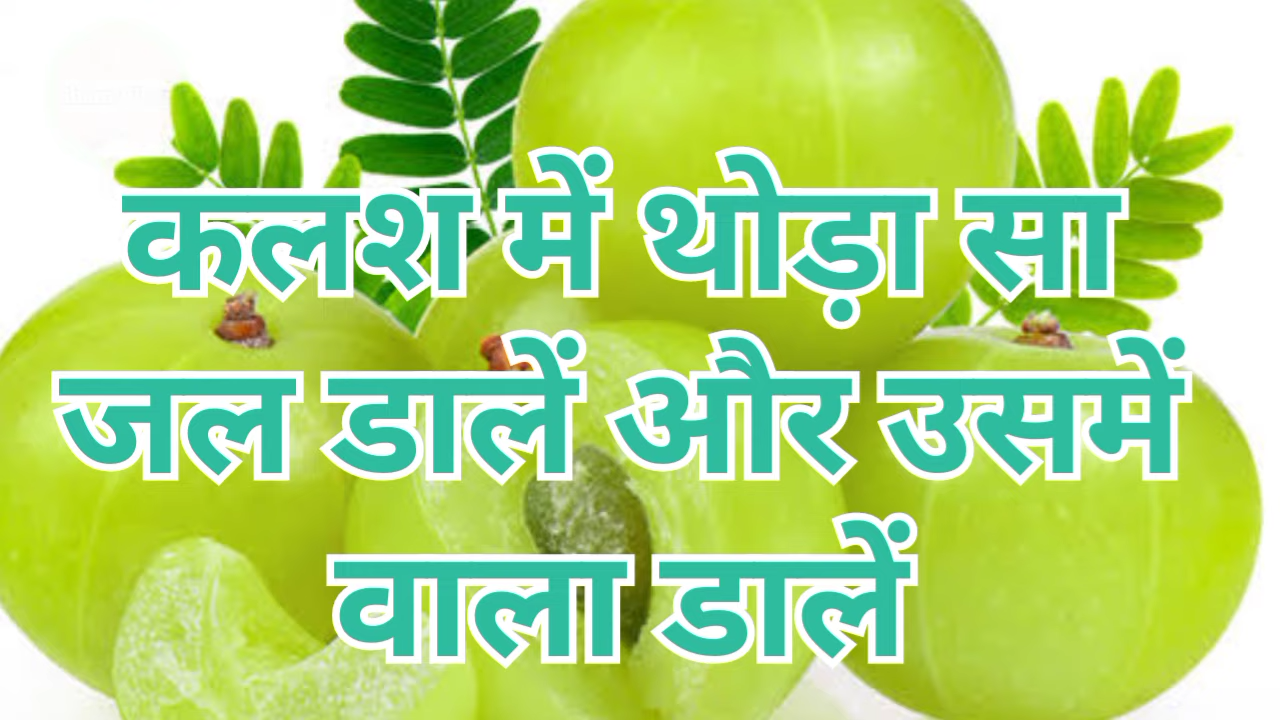 कलश में थोड़ा सा
जल डालें और उसमें
वाला डालें